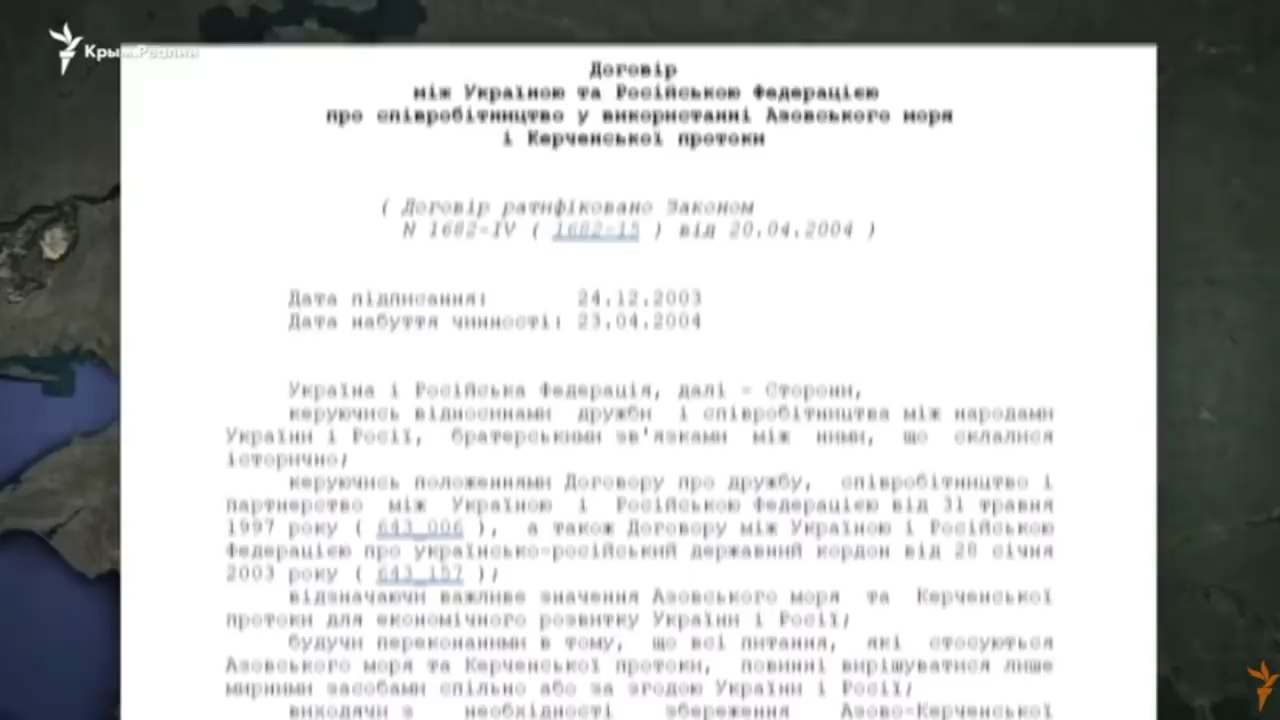 Крым.Реалии
Договір
між Україною та Російською Федерацією
про співробітництво у використанні Азовського моря
і Керченської протоки
( Договір ратифіковано Законом
N 1682-IV ( 1682-15 ) від 20.04.2004 )
Дата підписання: 24.12.2003
Дата набуття чинності: 23.04.2004
Україна і Російська Федерація, далі - Сторони,
керуючись відносинами дружби і співробітництва між народами
України і Росії, братерськими зв'язками між ними, що склалися
історично;
керуючись положеннями Договору про дружбу, співробітництво і
партнерство між Україною і Російською Федерацією від 31 травня
1997 року ( 643_006 ), а також Договору між Україною і Російською
Федерацією про українсько-російський державний кордон від 28 січня
2003 року ( 643_157 );
відзначаючи важливе значення Азовського моря та Керченської
протоки для економічного розвитку України і Росії;
будучи переконаними в тому, що всі питання, які стосуються
Азовського моря та Керченської протоки, повинні вирішуватися лише
мирними засобами спільно або за згодою України і Росії;
виходячи з необхідності збереження Азово-Керченської